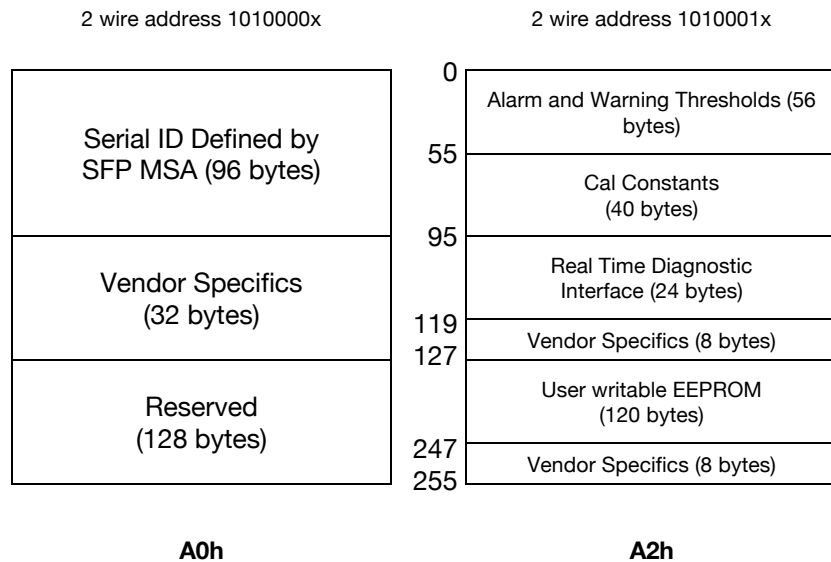 2 wire address 1010000x
2 wire address 1010001x
Serial ID Defined by
SFP MSA (96 bytes)
Vendor Specifics
(32 bytes)
Reserved
(128 bytes)
0
Alarm and Warning Thresholds (56
bytes)
55
Cal Constants
(40 bytes)
95
Real Time Diagnostic
Interface (24 bytes)
119
Vendor Specifics (8 bytes)
127
User writable EEPROM
(120 bytes)
247
Vendor Specifics (8 bytes)
255
A0h
A2h